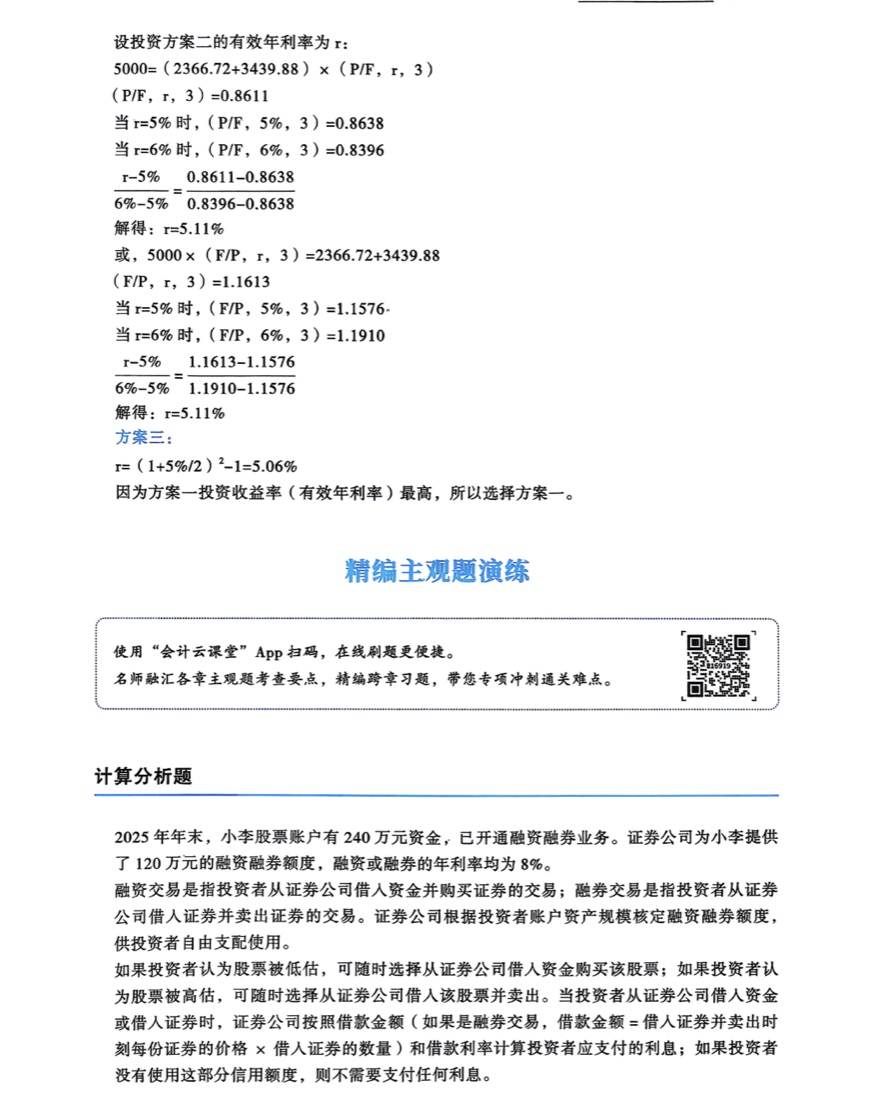 设投资方案二的有效年利率为 r：
5000=（2366.72+3439.88）×（P/F，r，3）
（P/F，r，3）=0.8611
当 r=5% 时，（P/F，5%，3）=0.8638
当 r=6% 时，（P/F，6%，3）=0.8396
r-5% 0.8611-0.8638
=
6%-5% 0.8396-0.8638
解得：r=5.11%
或，5000×（F/P，r，3）=2366.72+3439.88
（F/P，r，3）=1.1613
当 r=5% 时，（F/P，5%，3）=1.1576
当 r=6% 时，（F/P，6%，3）=1.1910
r-5% 1.1613-1.1576
=
6%-5% 1.1910-1.1576
解得：r=5.11%
方案三：
r=（1+5%/2）²-1=5.06%
因为方案一投资收益率（有效年利率）最高，所以选择方案一。
精编主观题演练
使用“会计云课堂”App 扫码，在线刷题更便捷。
名师融汇各章主观题考查要点，精编跨章习题，带您专项冲刺通关难点。
816919
计算分析题
2025 年年末，小李股票账户有 240 万元资金，已开通融资融券业务。证券公司为小李提供
了 120 万元的融资融券额度，融资或融券的年利率均为 8%。
融资交易是指投资者从证券公司借入资金并购买证券的交易；融券交易是指投资者从证券
公司借入证券并卖出证券的交易。证券公司根据投资者账户资产规模核定融资融券额度，
供投资者自由支配使用。
如果投资者认为股票被低估，可随时选择从证券公司借入资金购买该股票；如果投资者认
为股票被高估，可随时选择从证券公司借入该股票并卖出。当投资者从证券公司借入资金
或借入证券时，证券公司按照借款金额（如果是融券交易，借款金额 = 借入证券并卖出时
刻每份证券的价格 × 借入证券的数量）和借款利率计算投资者应支付的利息；如果投资者
没有使用这部分信用额度，则不需要支付任何利息。